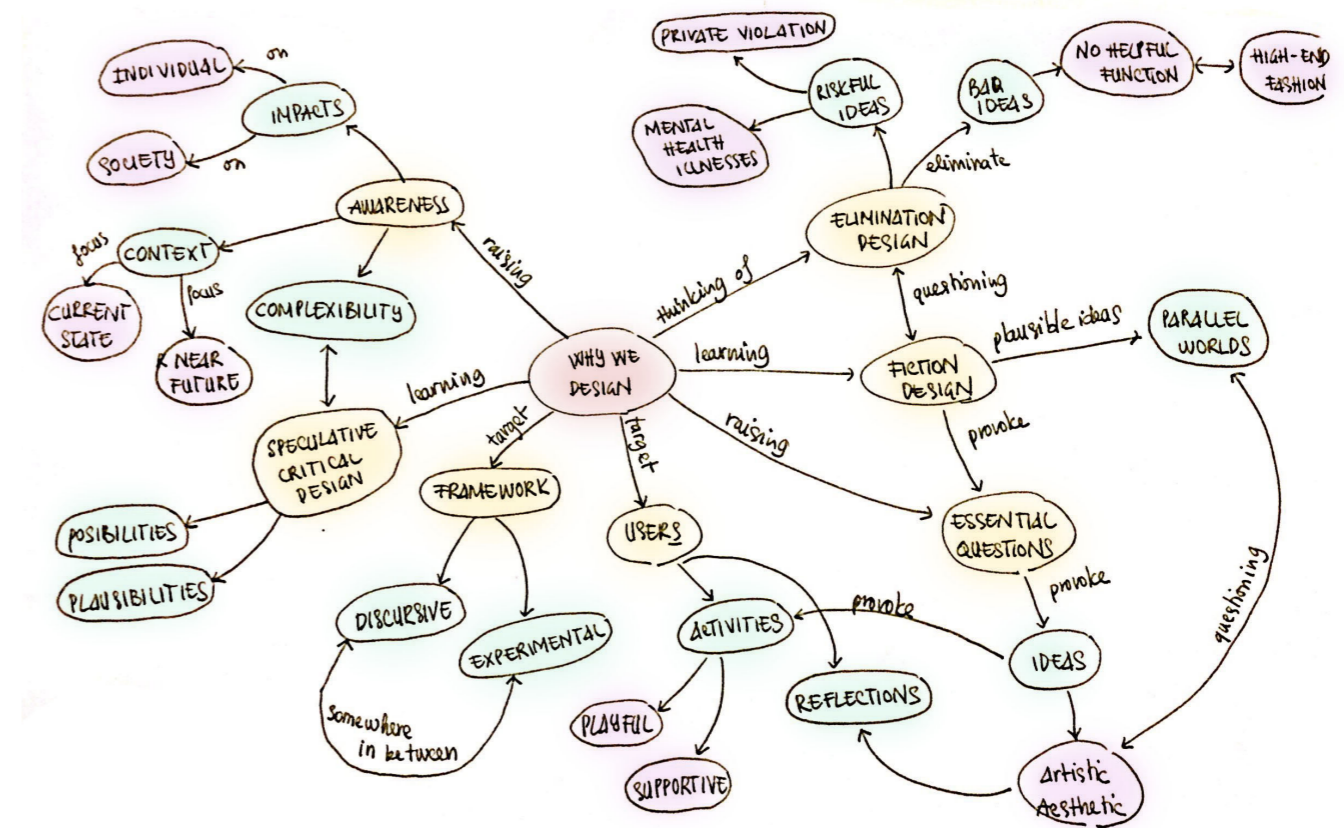 PRIVATE VIOLATION
INDIVIDUAL
on
IMPACTS
SOCIETY
on
RISKFUL
IDEAS
MENTAL
HEALTH
ILLNESSES
BAD
IDEAS
NO HELPFUL
FUNCTION
HIGH-END
FASHION
eliminate
AWARENESS
raising
ELIMINATION
DESIGN
focus
CONTEXT
focus
CURRENT
STATE
NEAR
FUTURE
COMPLEXIBILITY
thinking of
questioning
WHY WE
DESIGN
learning
FICTION
DESIGN
plausible ideas
PARALLEL
WORLDS
learning
SPECULATIVE
CRITICAL
DESIGN
POSIBILITIES
PLAUSIBILITIES
target
FRAMEWORK
DISCURSIVE
EXPERIMENTAL
somewhere
in between
target
USERS
raising
provoke
ESSENTIAL
QUESTIONS
provoke
IDEAS
provoke
ACTIVITIES
PLAYFUL
SUPPORTIVE
REFLECTIONS
questioning
Artistic
Aesthetic